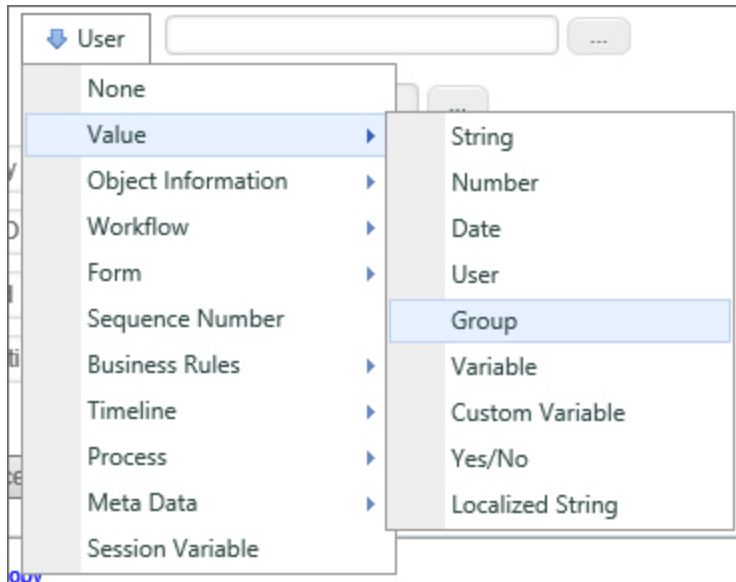 User
...
None
...
Value
String
Object Information
Number
Workflow
Date
Form
User
Sequence Number
Group
Business Rules
Variable
Timeline
Custom Variable
Process
Yes/No
Meta Data
Localized String
Session Variable